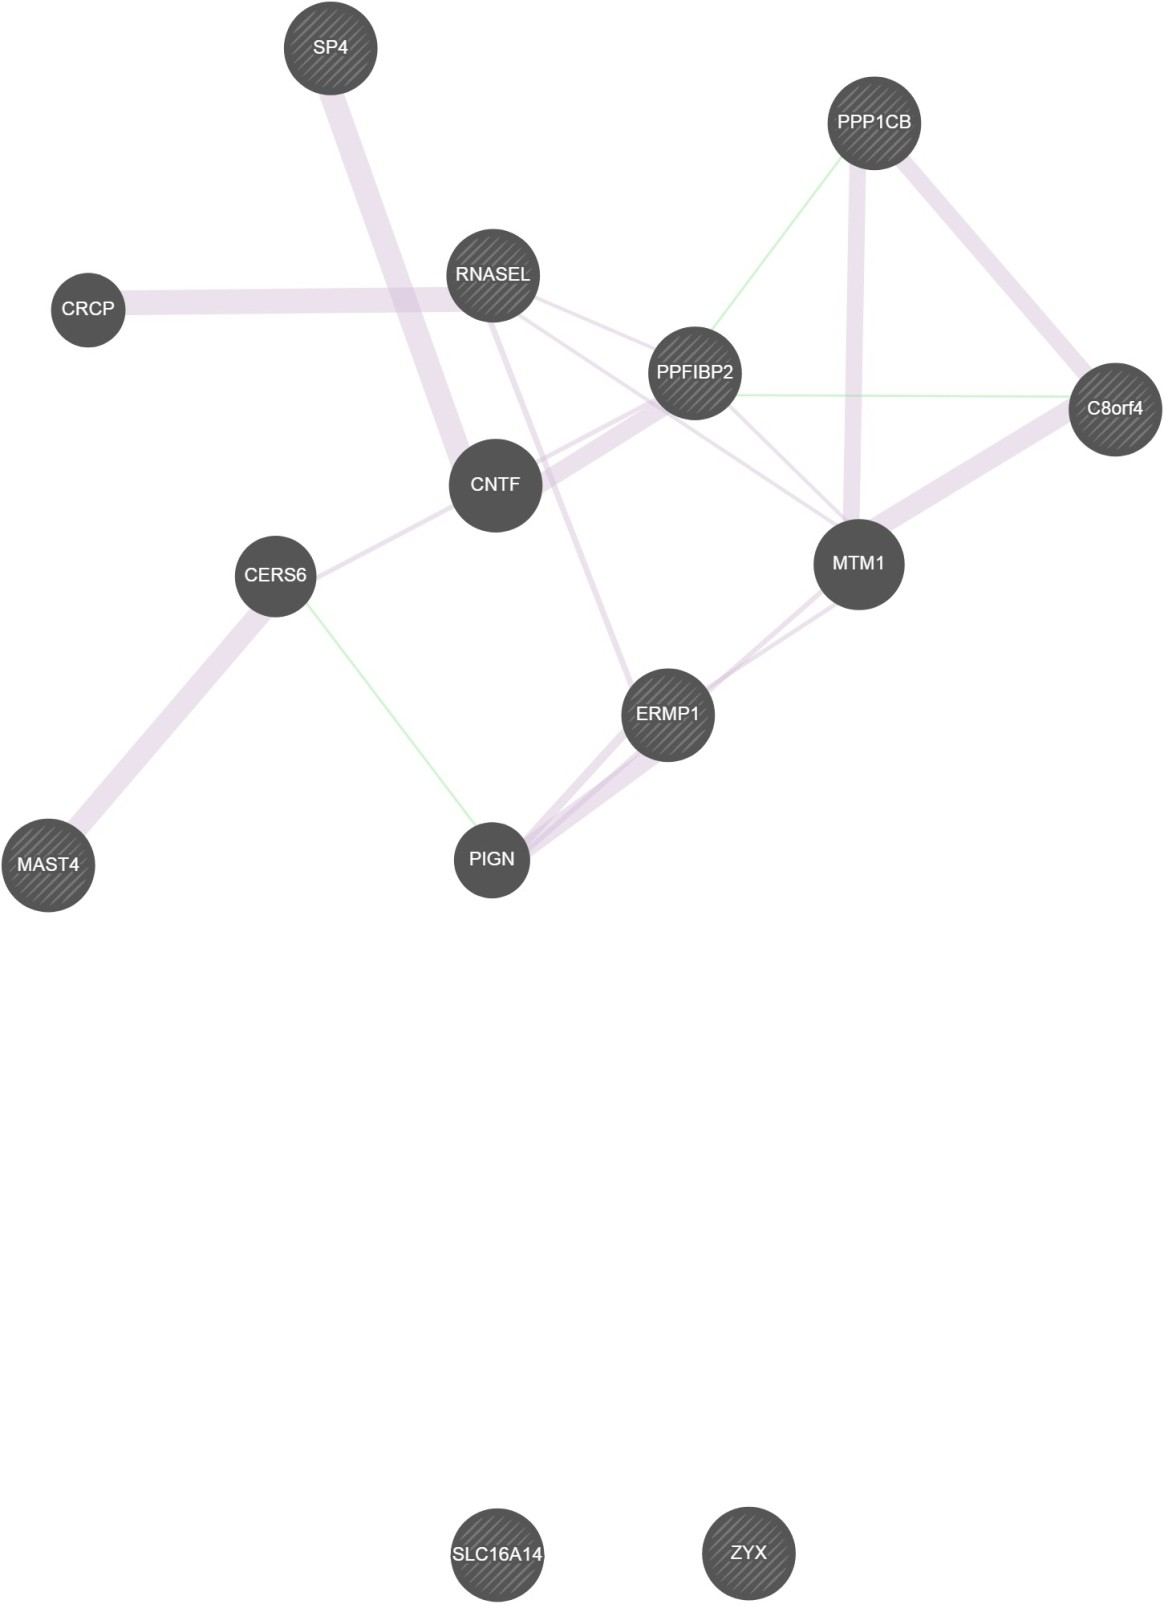 SP4
PPP1CB
RNASEL
CRCP
PPFIBP2
C8orf4
CNTF
MTM1
CERS6
ERMP1
PIGN
MAST4
SLC16A14
ZYX